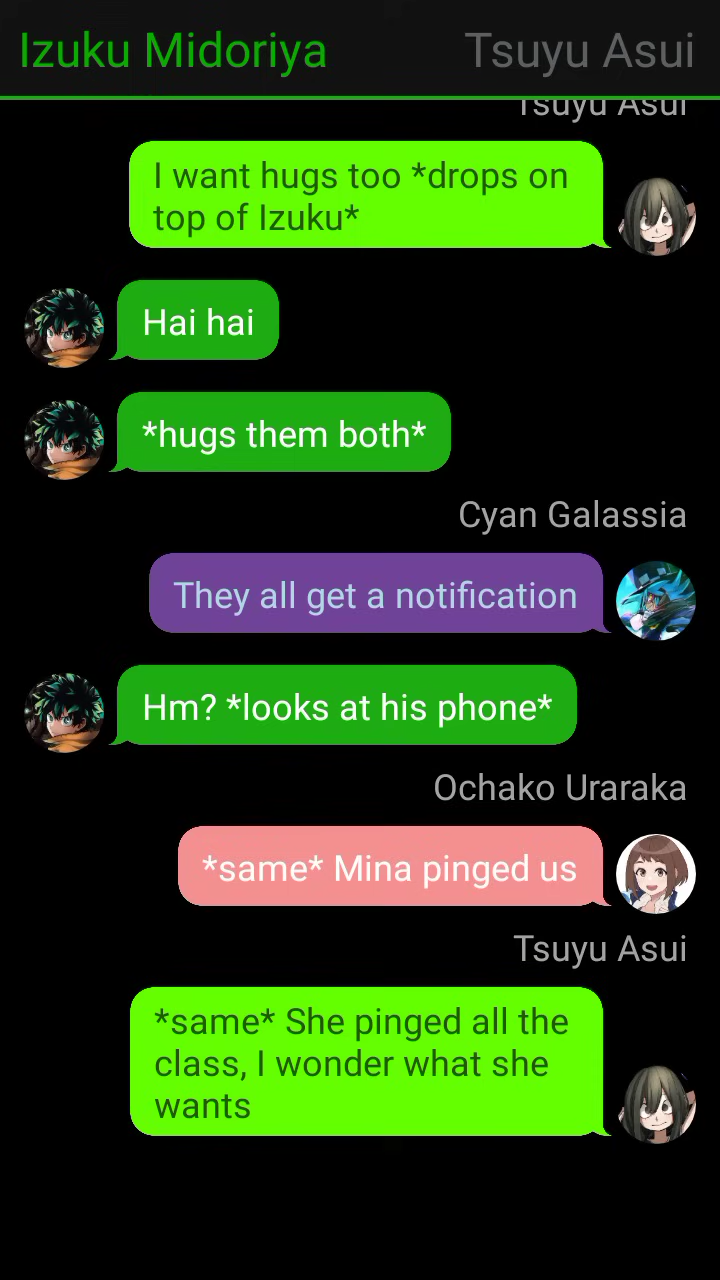 Izuku Midoriya
Tsuyu Asui
Tsuyu Asui
I want hugs too *drops on
top of Izuku*
Hai hai
*hugs them both*
Cyan Galassia
They all get a notification
Hm? *looks at his phone*
Ochako Uraraka
*same* Mina pinged us
Tsuyu Asui
*same* She pinged all the
class, I wonder what she
wants